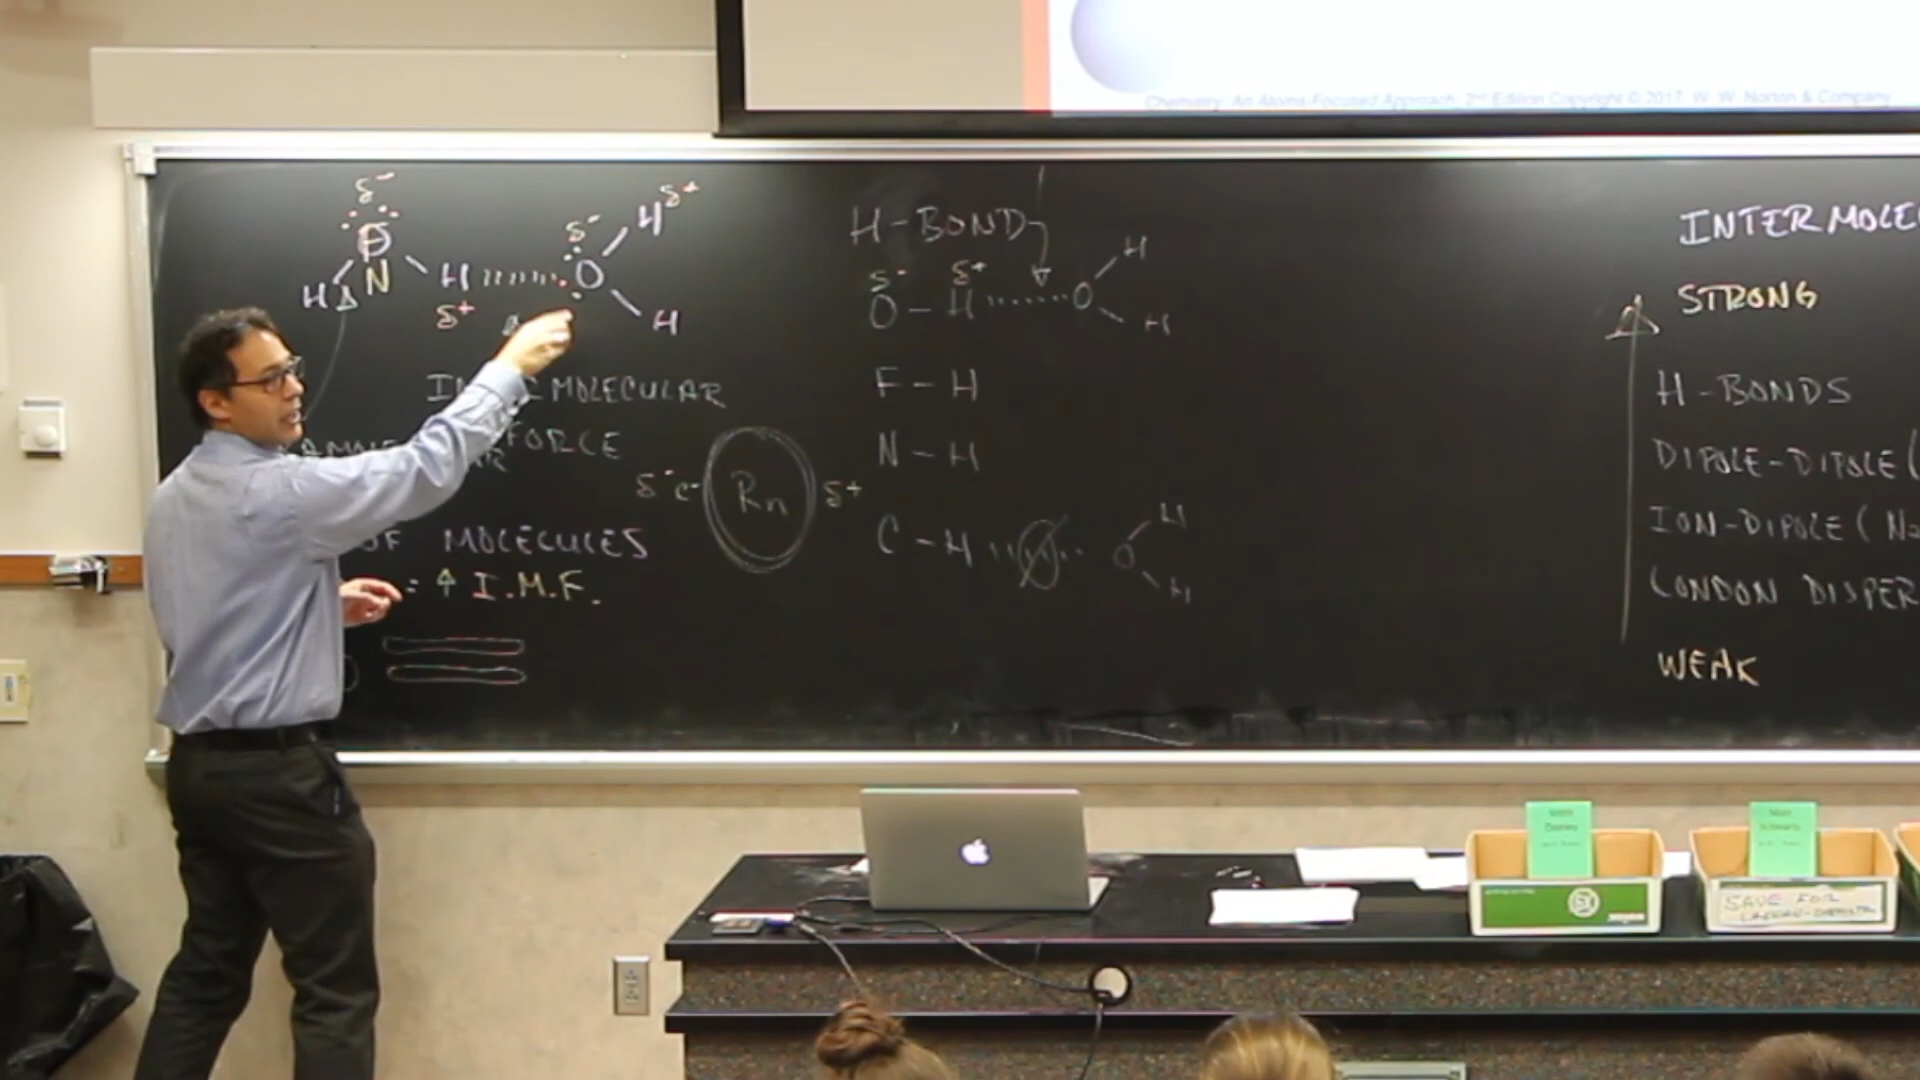 Chemistry: An Atoms-Focused Approach, 2nd Edition Copyright © 2017, W. W. Norton & Company
δ-
O
N
H
H
δ+
δ-
O
H δ+
H
MOLECULAR
FORCE
OF MOLECULES
= ↑ I.M.F.
δ- e- Rn δ+
H-BOND
δ- δ+
O - H ...... O
H
H
F - H
N - H
C - H ...... O
H
H
INTERMOLE
STRONG
H-BONDS
DIPOLE-DIPOLE (
ION-DIPOLE (
LONDON DISPER
WEAK
SAVE FOR